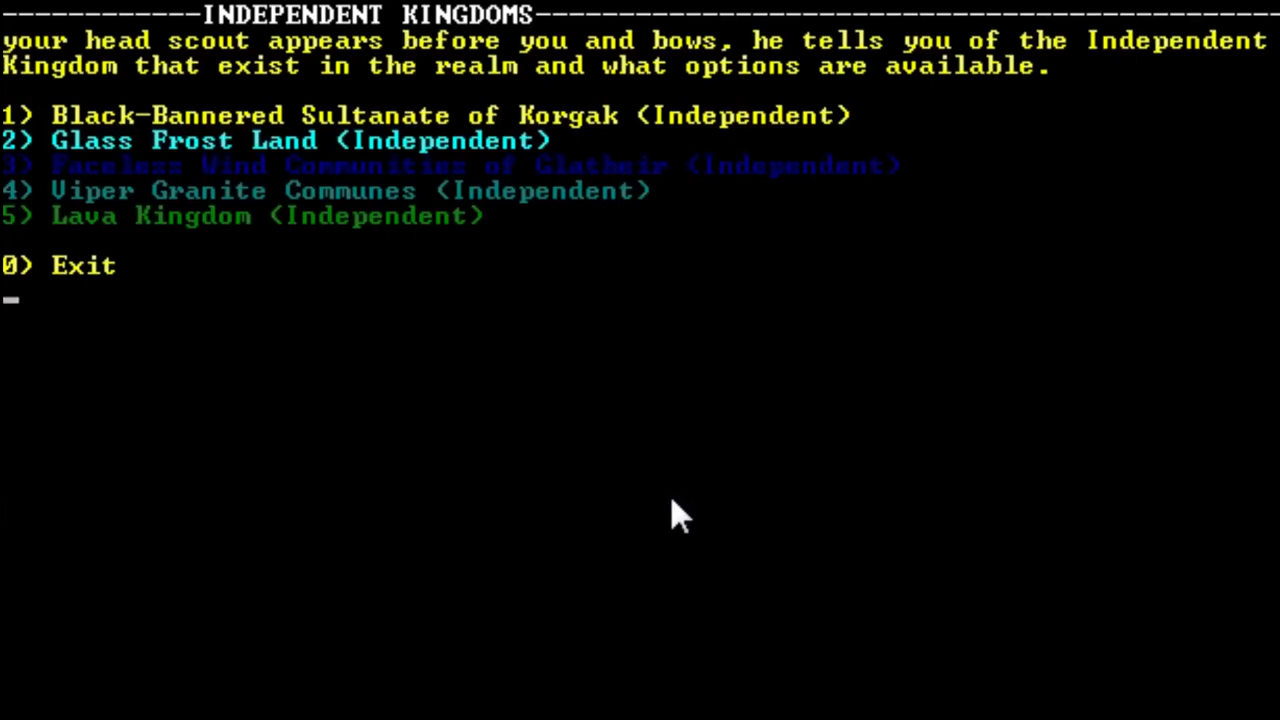 ------------INDEPENDENT KINGDOMS---------------------------------------------
your head scout appears before you and bows, he tells you of the Independent
Kingdom that exist in the realm and what options are available.
1) Black-Bannered Sultanate of Korgak (Independent)
2) Glass Frost Land (Independent)
3) Faceless Wind Communities of Glatheir (Independent)
4) Viper Granite Communes (Independent)
5) Lava Kingdom (Independent)
0) Exit